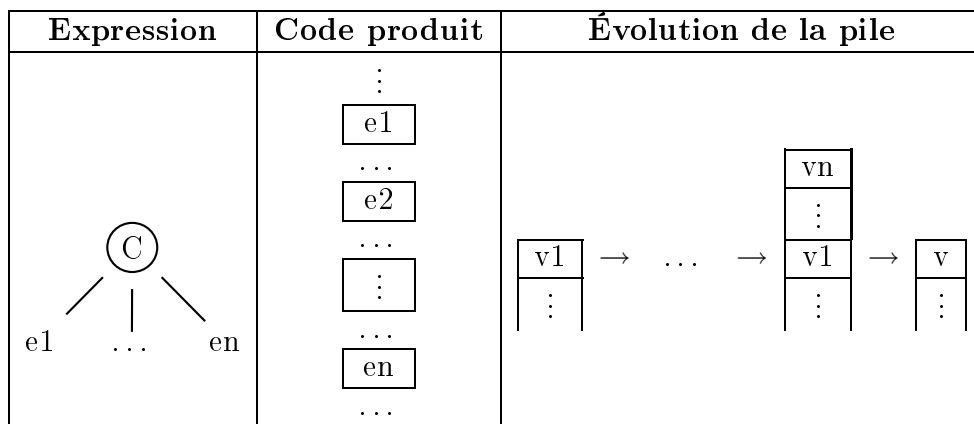 Expression Code produit Évolution de la pile
C
e1 ... en
⋮
e1
...
e2
...
⋮
...
en
...
vn
⋮
v1 → ... → v1 → v
⋮ ⋮ ⋮